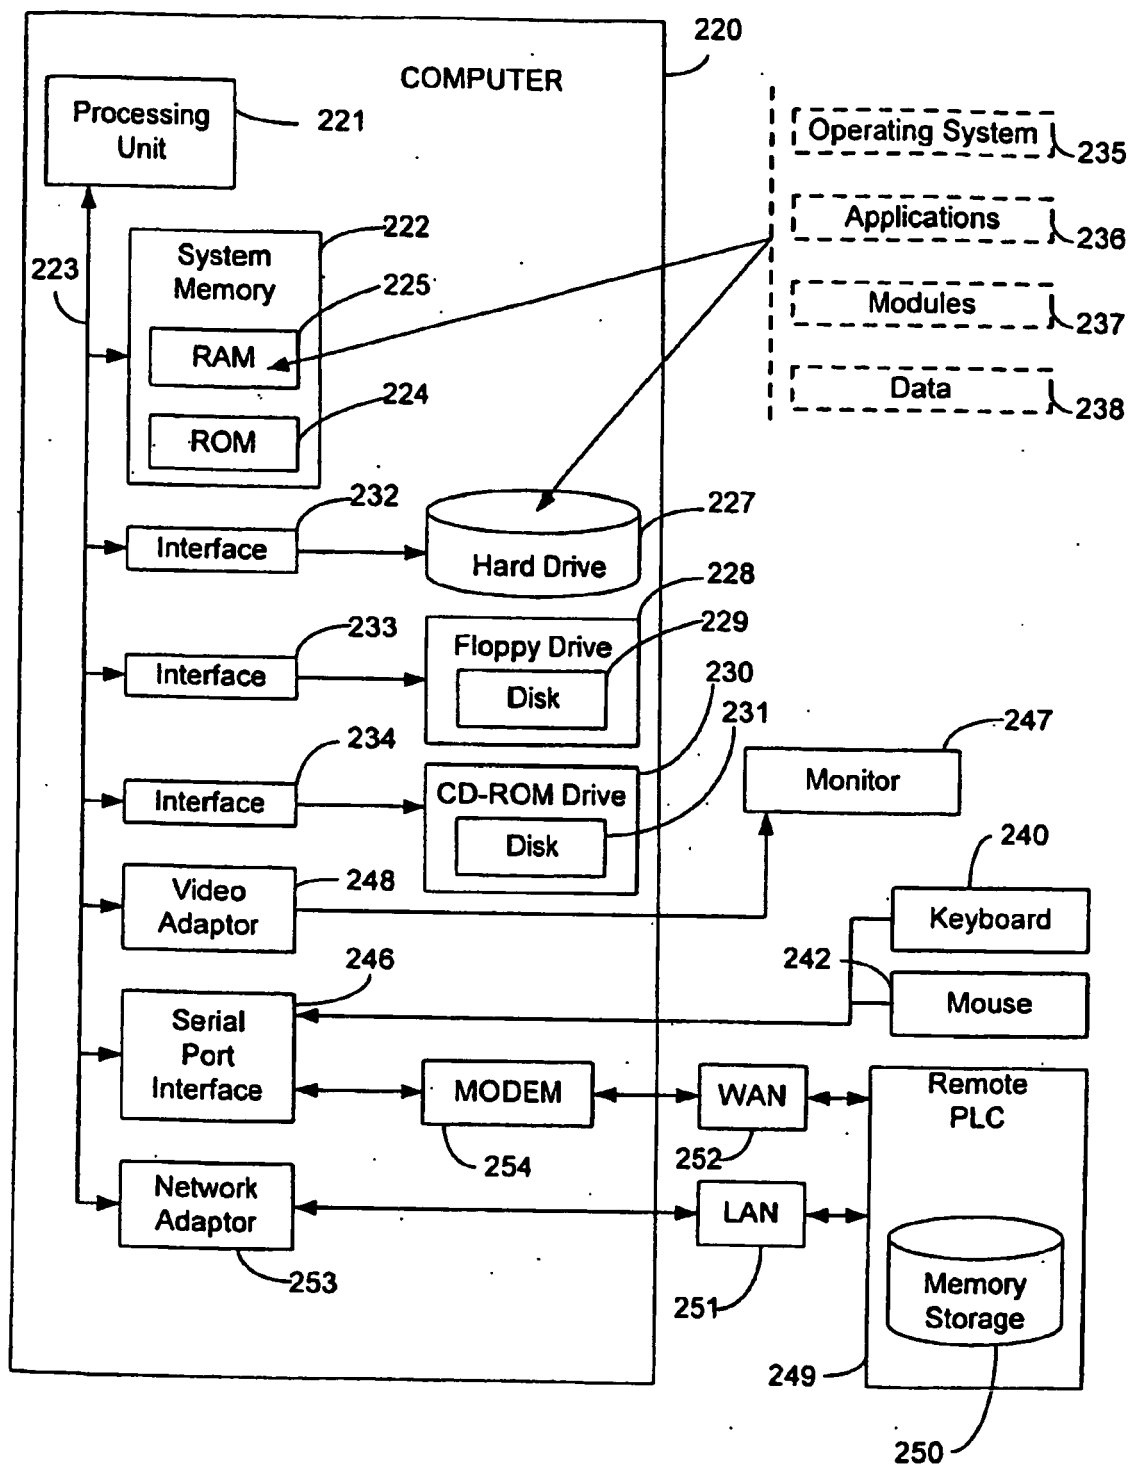 220
COMPUTER
Processing
Unit
221
Operating System
235
Applications
236
Modules
237
Data
238
222
System
Memory
223
225
RAM
224
ROM
232
Interface
227
Hard Drive
228
233
Interface
Floppy Drive
229
Disk
230
231
234
Interface
CD-ROM Drive
Disk
247
Monitor
248
Video
Adaptor
240
Keyboard
242
Mouse
246
Serial
Port
Interface
MODEM
254
WAN
252
Remote
PLC
Network
Adaptor
253
LAN
251
Memory
Storage
249
250